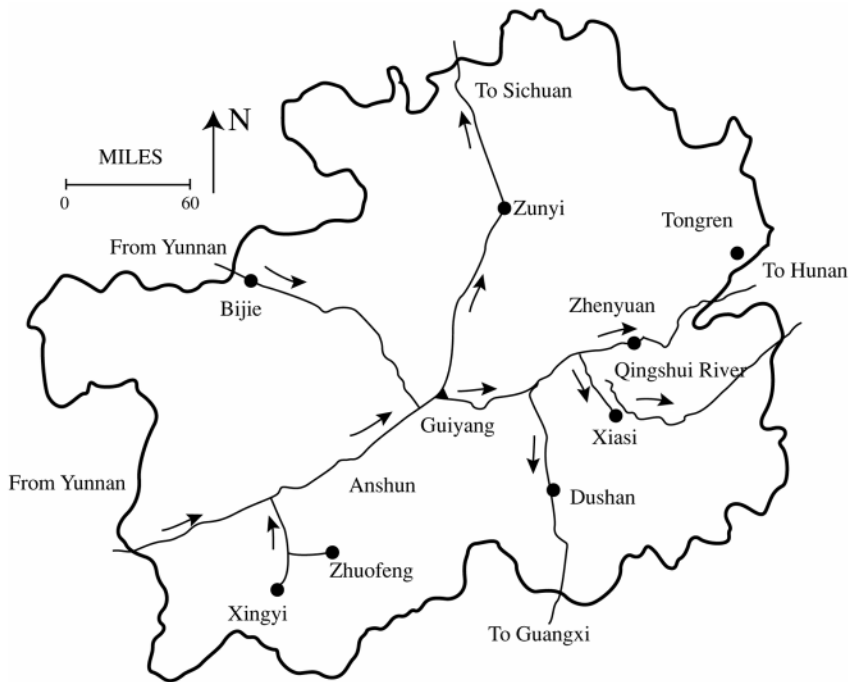 To Sichuan
N
MILES
0 60
Zunyi
Tongren
From Yunnan
To Hunan
Bijie
Zhenyuan
Qingshui River
Guiyang
Xiasi
From Yunnan
Anshun
Dushan
Zhuofeng
Xingyi
To Guangxi